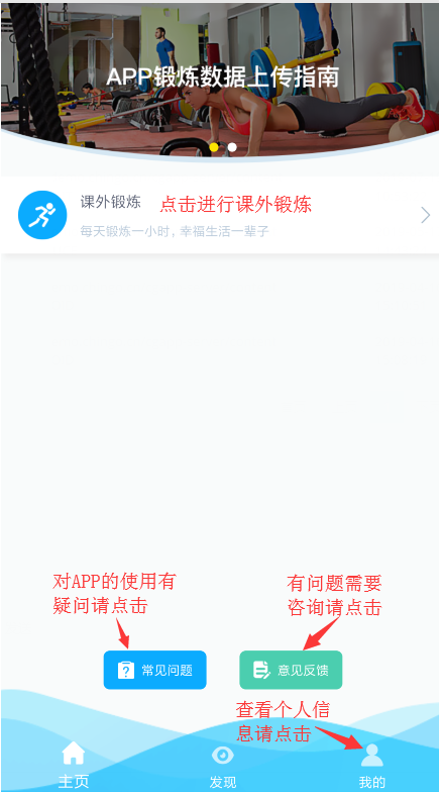 APP锻炼数据上传指南
课外锻炼
点击进行课外锻炼
每天锻炼一小时，幸福生活一辈子
对APP的使用有
疑问请点击
有问题需要
咨询请点击
常见问题
意见反馈
查看个人信
息请点击
主页
发现
我的